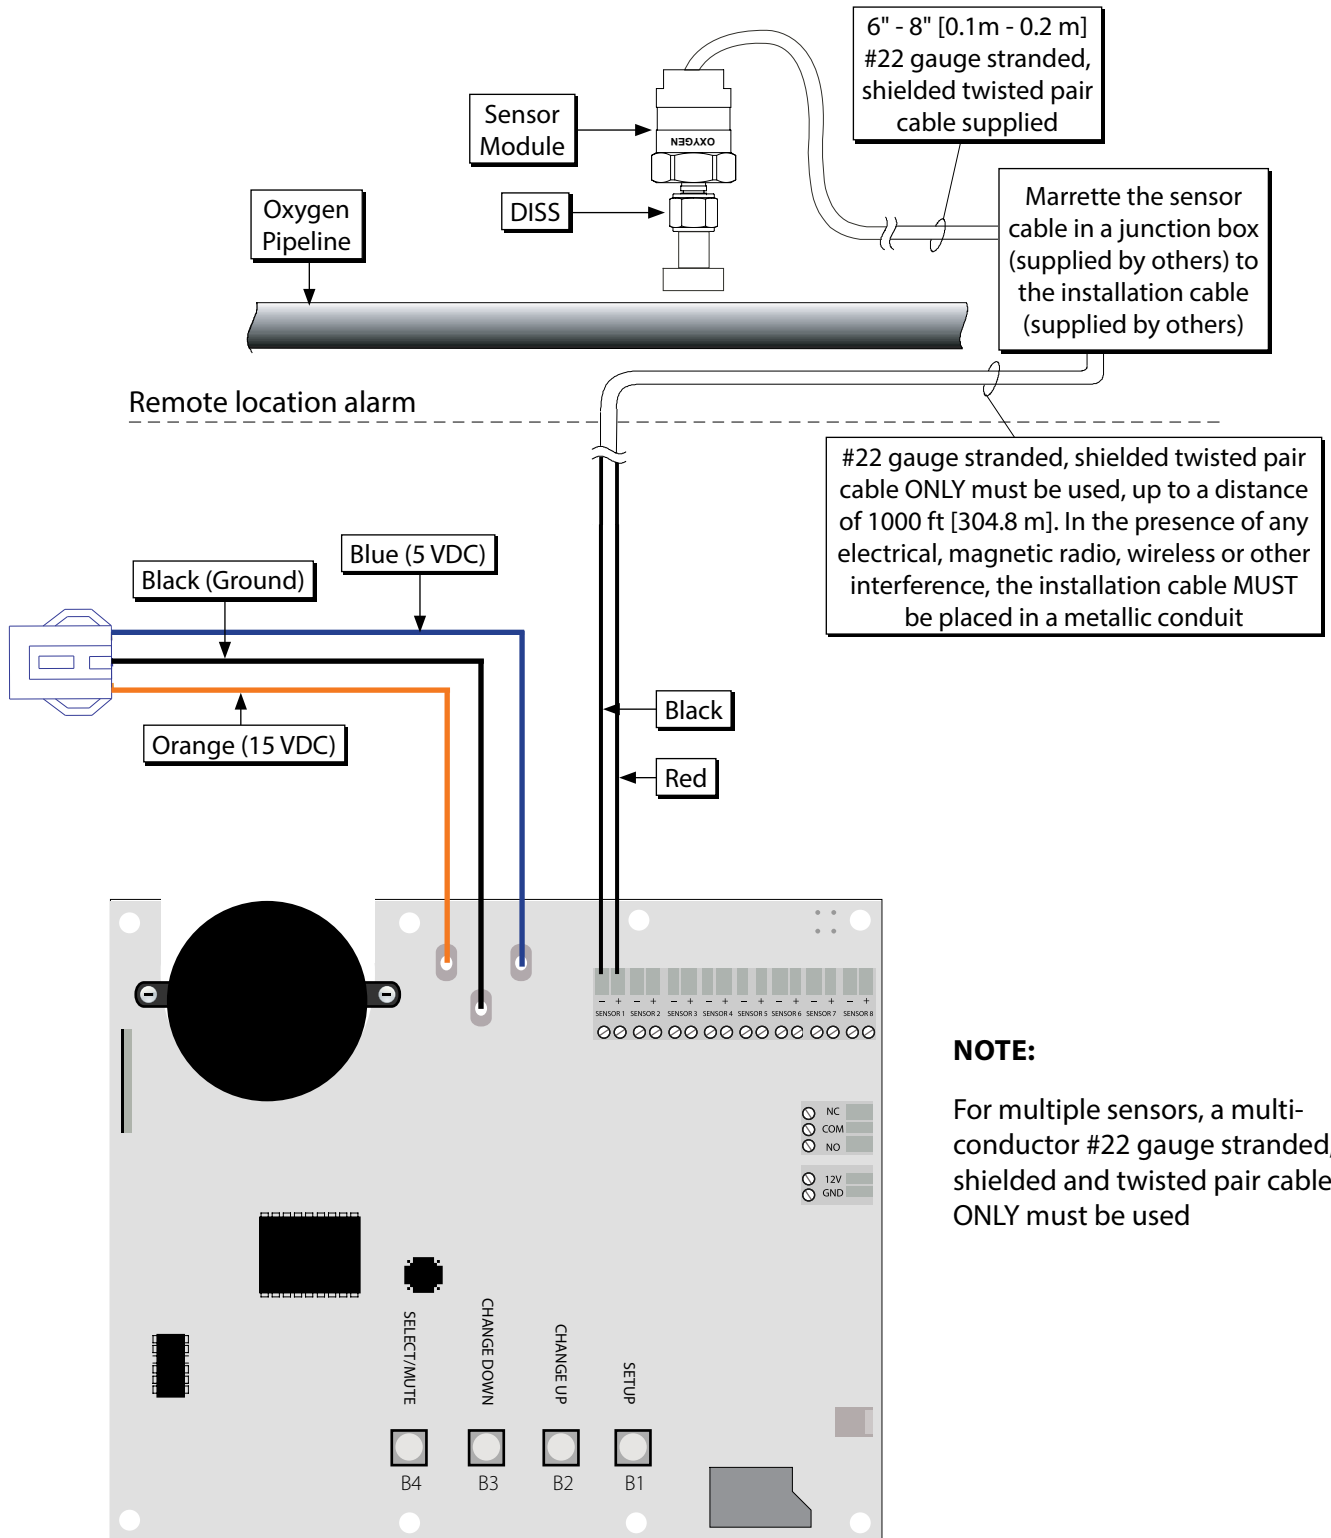 6" - 8" [0.1m - 0.2 m]
#22 gauge stranded,
shielded twisted pair
cable supplied
Sensor
Module
OXYGEN
DISS
Oxygen
Pipeline
Marrette the sensor
cable in a junction box
(supplied by others) to
the installation cable
(supplied by others)
Remote location alarm
#22 gauge stranded, shielded twisted pair
cable ONLY must be used, up to a distance
of 1000 ft [304.8 m]. In the presence of any
electrical, magnetic radio, wireless or other
interference, the installation cable MUST
be placed in a metallic conduit
Blue (5 VDC)
Black (Ground)
Orange (15 VDC)
Black
Red
– + – + – + – + – + – + – + – +
SENSOR 1 SENSOR 2 SENSOR 3 SENSOR 4 SENSOR 5 SENSOR 6 SENSOR 7 SENSOR 8
NC
COM
NO
12V
GND
NOTE:
For multiple sensors, a multi-
conductor #22 gauge stranded,
shielded and twisted pair cable
ONLY must be used
SELECT/MUTE
CHANGE DOWN
CHANGE UP
SETUP
B4 B3 B2 B1